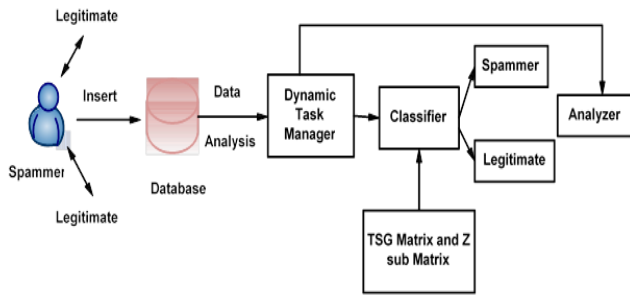 Legitimate
Insert
Spammer
Legitimate
Database
Data
Analysis
Dynamic
Task
Manager
Classifier
Spammer
Legitimate
Analyzer
TSG Matrix and Z
sub Matrix